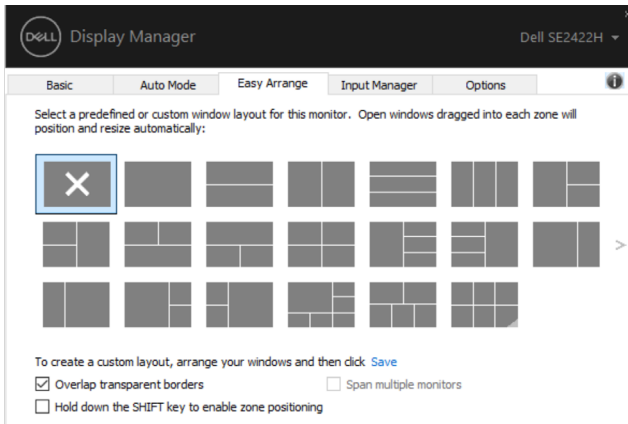 DELL Display Manager
Dell SE2422H
Basic Auto Mode Easy Arrange Input Manager Options
Select a predefined or custom window layout for this monitor. Open windows dragged into each zone will
position and resize automatically:
To create a custom layout, arrange your windows and then click Save
Overlap transparent borders
Span multiple monitors
Hold down the SHIFT key to enable zone positioning